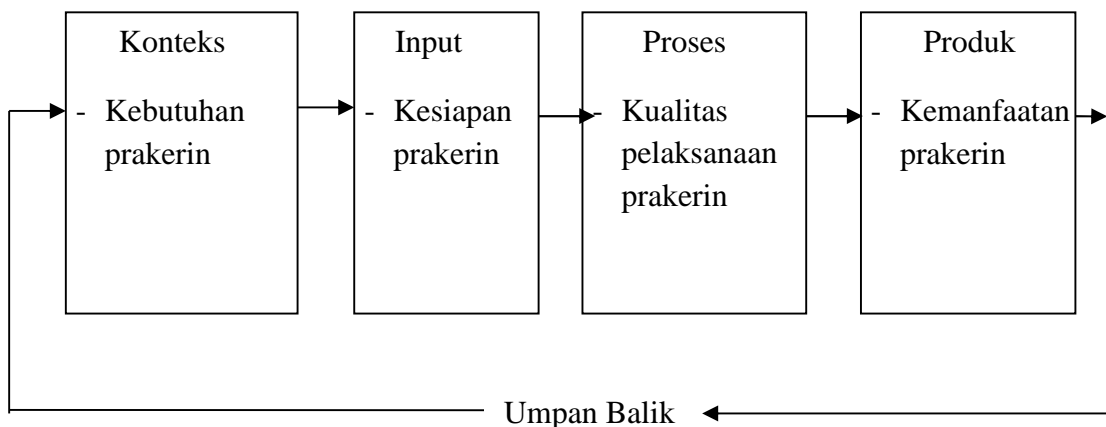 Konteks
- Kebutuhan
prakerin
Input
- Kesiapan
prakerin
Proses
- Kualitas
pelaksanaan
prakerin
Produk
- Kemanfaatan
prakerin
Umpan Balik